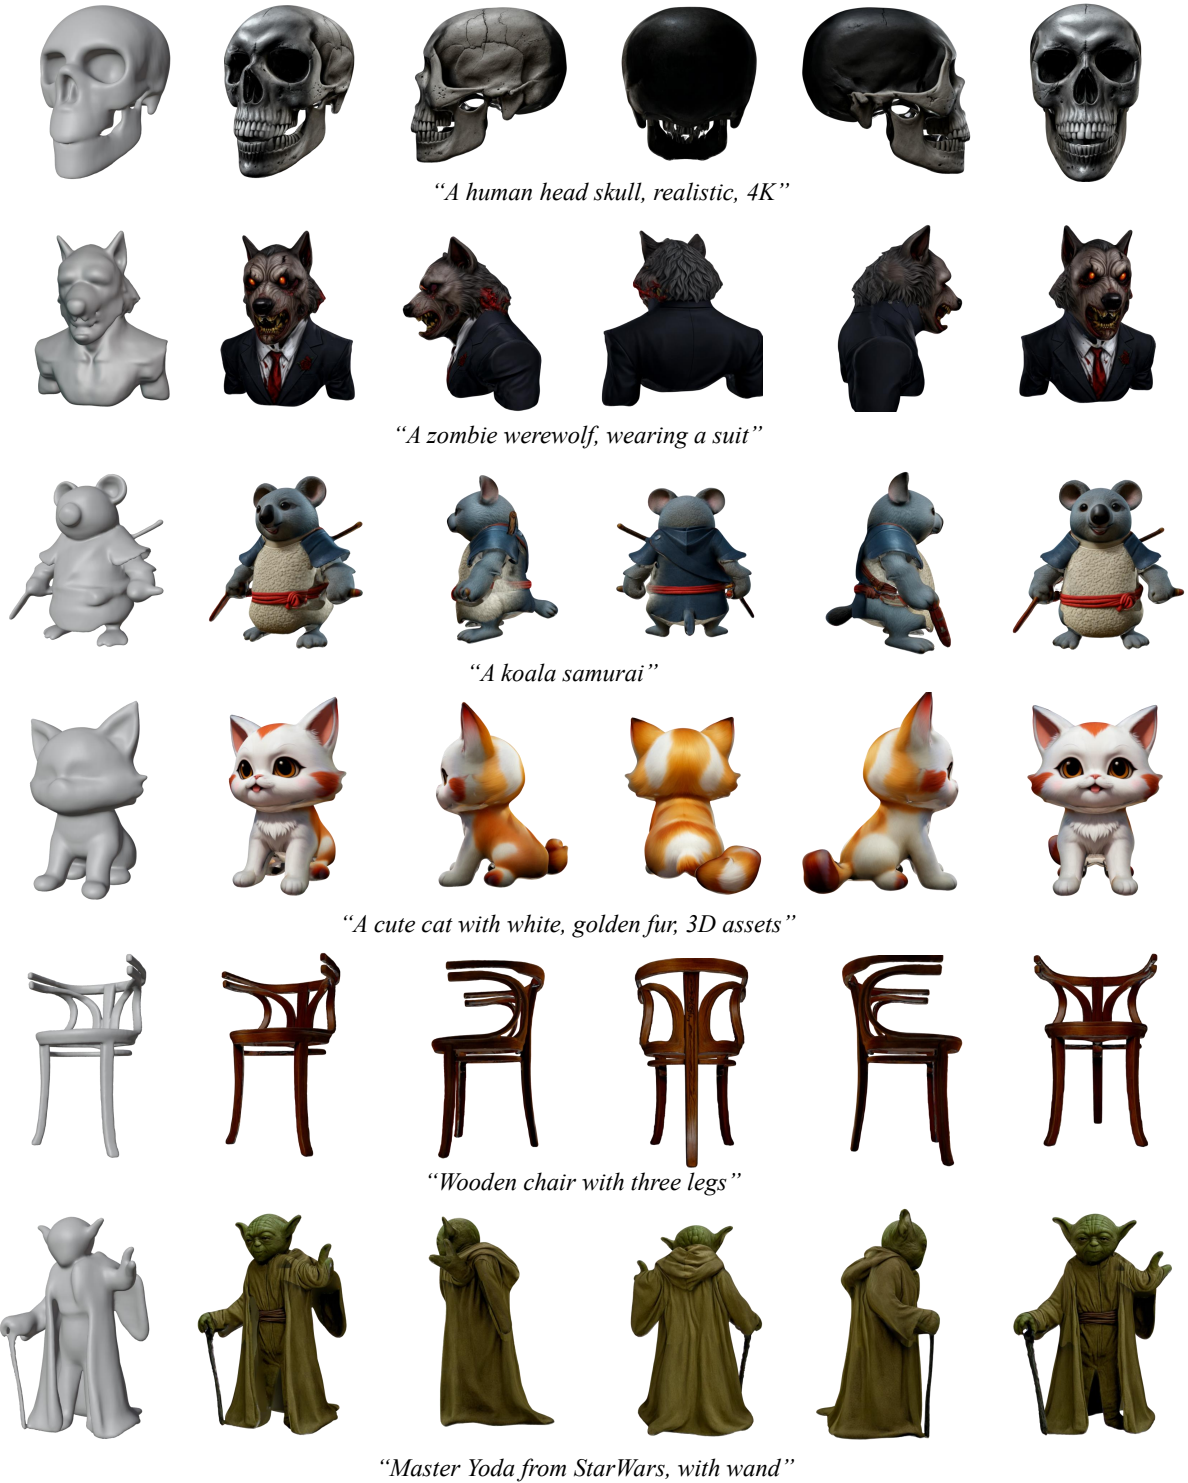 “A human head skull, realistic, 4K”
“A zombie werewolf, wearing a suit”
“A koala samurai”
“A cute cat with white, golden fur, 3D assets”
“Wooden chair with three legs”
“Master Yoda from StarWars, with wand”